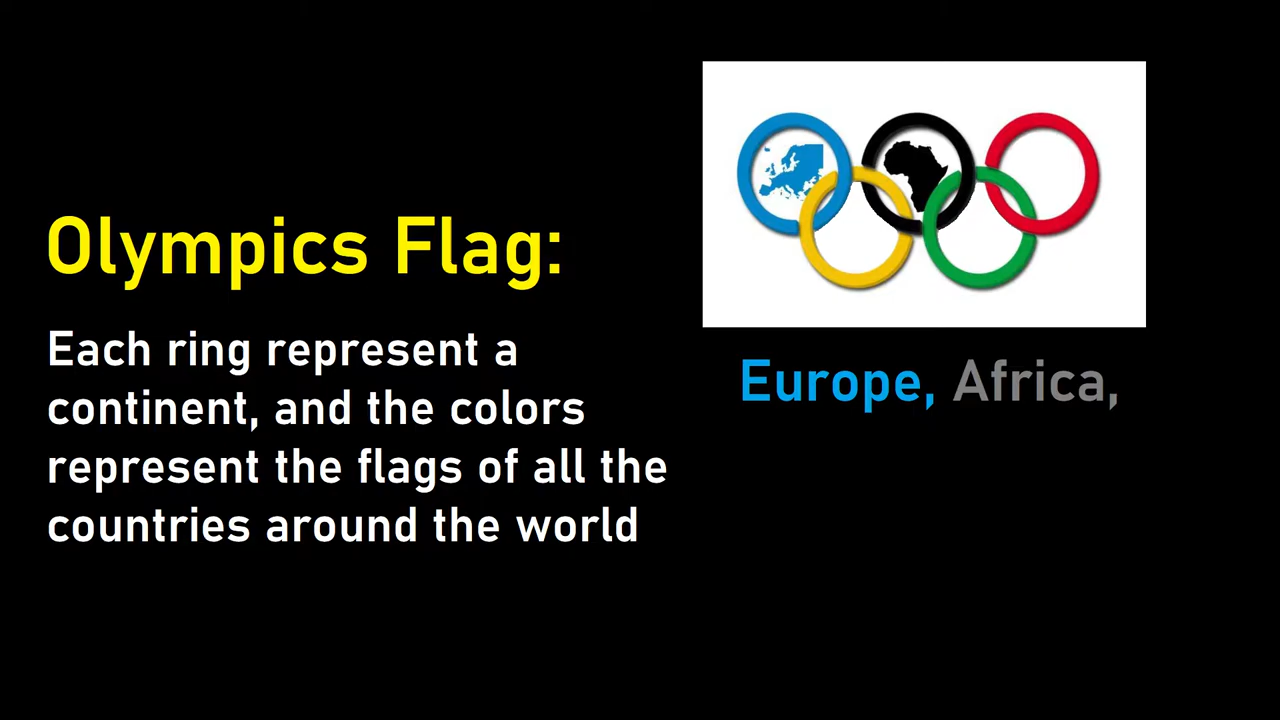 Olympics Flag:
Each ring represent a
continent, and the colors
represent the flags of all the
countries around the world
Europe, Africa,